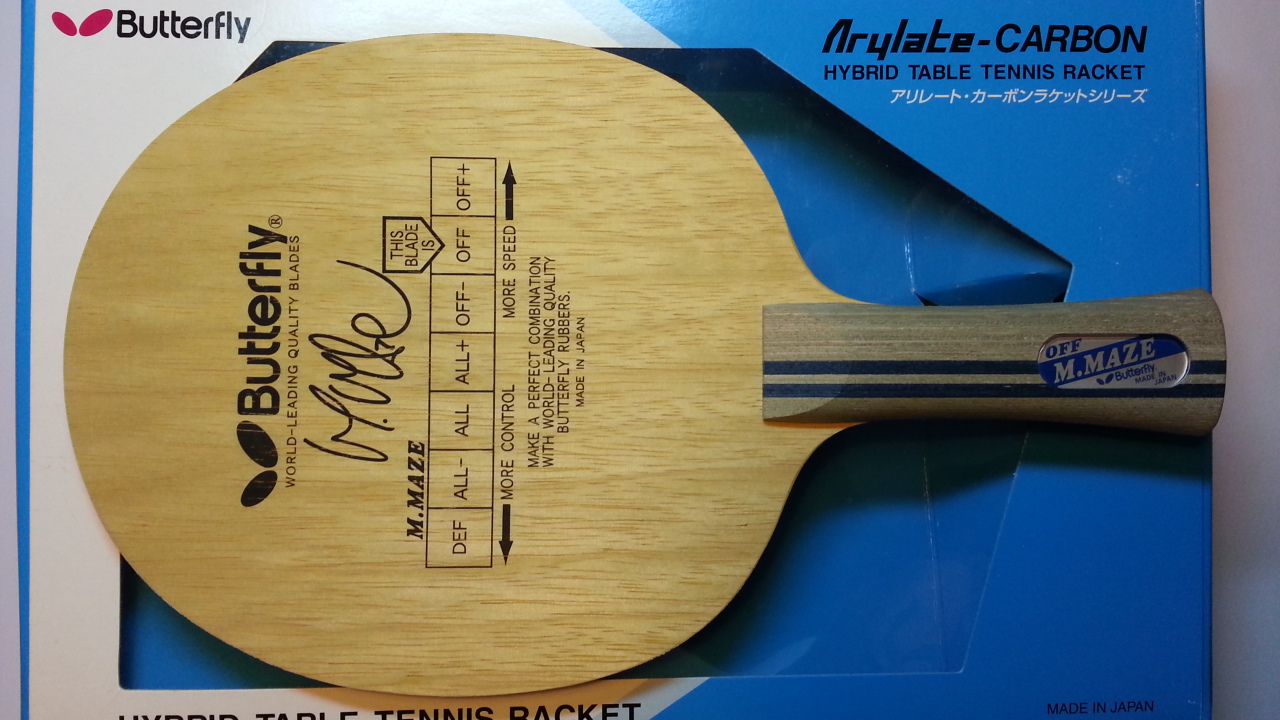 Butterfly
Arylate-CARBON
HYBRID TABLE TENNIS RACKET
アリレート・カーボンラケットシリーズ
Butterfly®
WORLD-LEADING QUALITY BLADES
M.Maze
THIS
BLADE
IS
M.MAZE
DEF ALL- ALL ALL+ OFF- OFF OFF+
MORE CONTROL MORE SPEED
MAKE A PERFECT COMBINATION
WITH WORLD-LEADING QUALITY
BUTTERFLY RUBBERS.
MADE IN JAPAN
OFF
M.MAZE
Butterfly
MADE IN
JAPAN
HYBRID TABLE TENNIS RACKET
MADE IN JAPAN